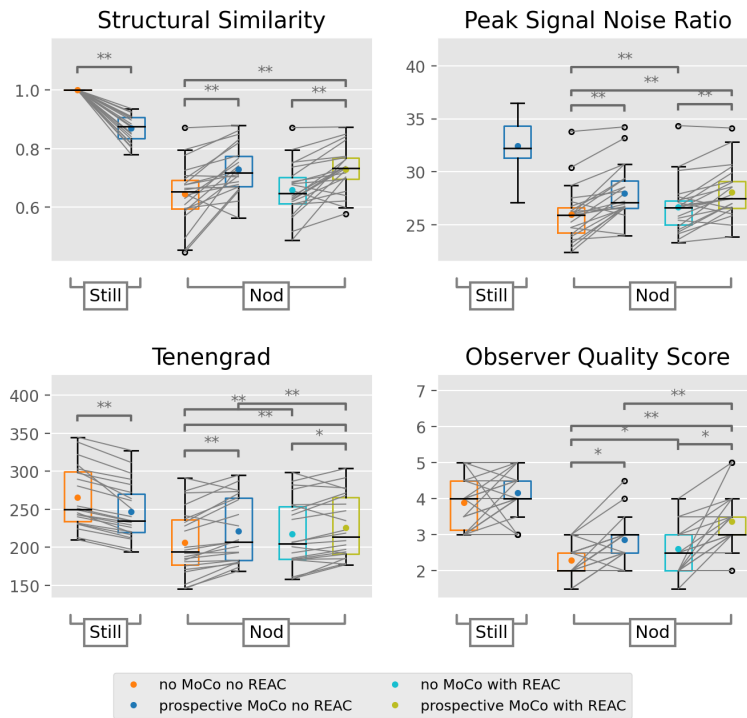 Structural Similarity
Peak Signal Noise Ratio
**
**
**
**
1.0
0.8
0.6
**
**
**
**
40
35
30
25
Still
Nod
Still
Nod
Tenengrad
Observer Quality Score
**
**
**
**
**
*
400
350
300
250
200
150
**
**
*
*
*
7
6
5
4
3
2
Still
Nod
Still
Nod
no MoCo no REAC
prospective MoCo no REAC
no MoCo with REAC
prospective MoCo with REAC